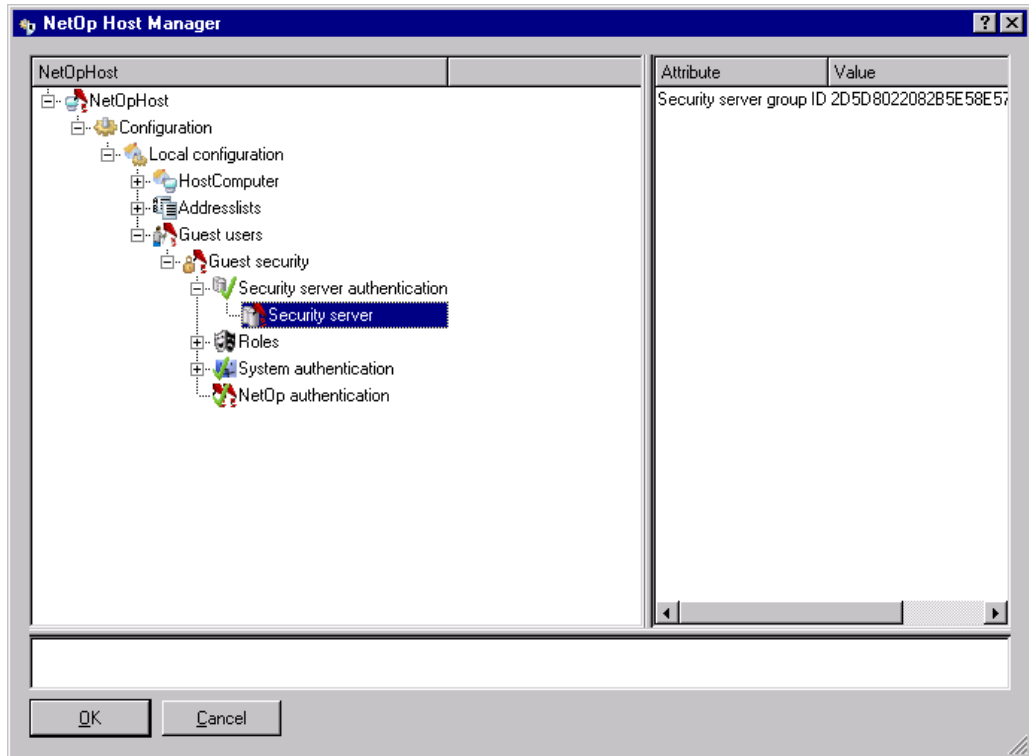 NetOp Host Manager
NetOpHost
Attribute Value
NetOpHost
Security server group ID 2D5D8022082B5E58E57
Configuration
Local configuration
HostComputer
Addresslists
Guest users
Guest security
Security server authentication
Security server
Roles
System authentication
NetOp authentication
OK Cancel